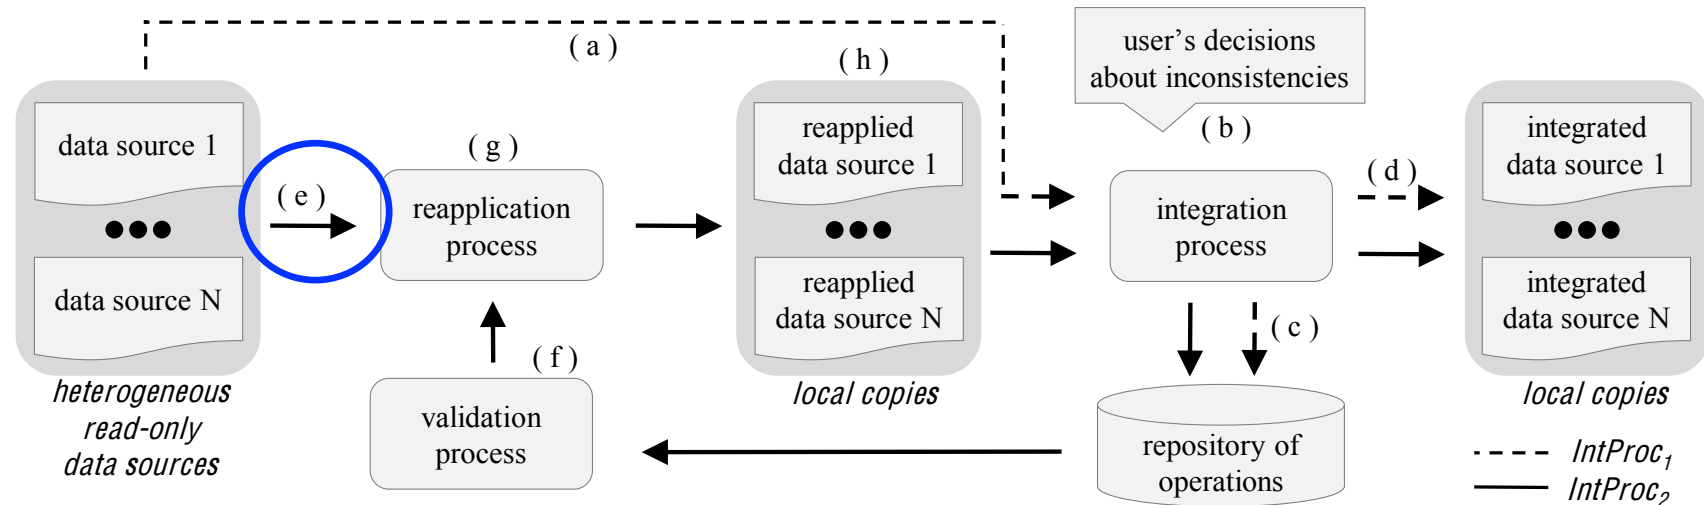 ( a )
user's decisions
about inconsistencies
( h )
( b )
data source 1
( e )
data source N
heterogeneous
read-only
data sources
( g )
reapplication
process
( f )
validation
process
reapplied
data source 1
reapplied
data source N
local copies
integration
process
( c )
repository of
operations
( d )
integrated
data source 1
integrated
data source N
local copies
IntProc1
IntProc2